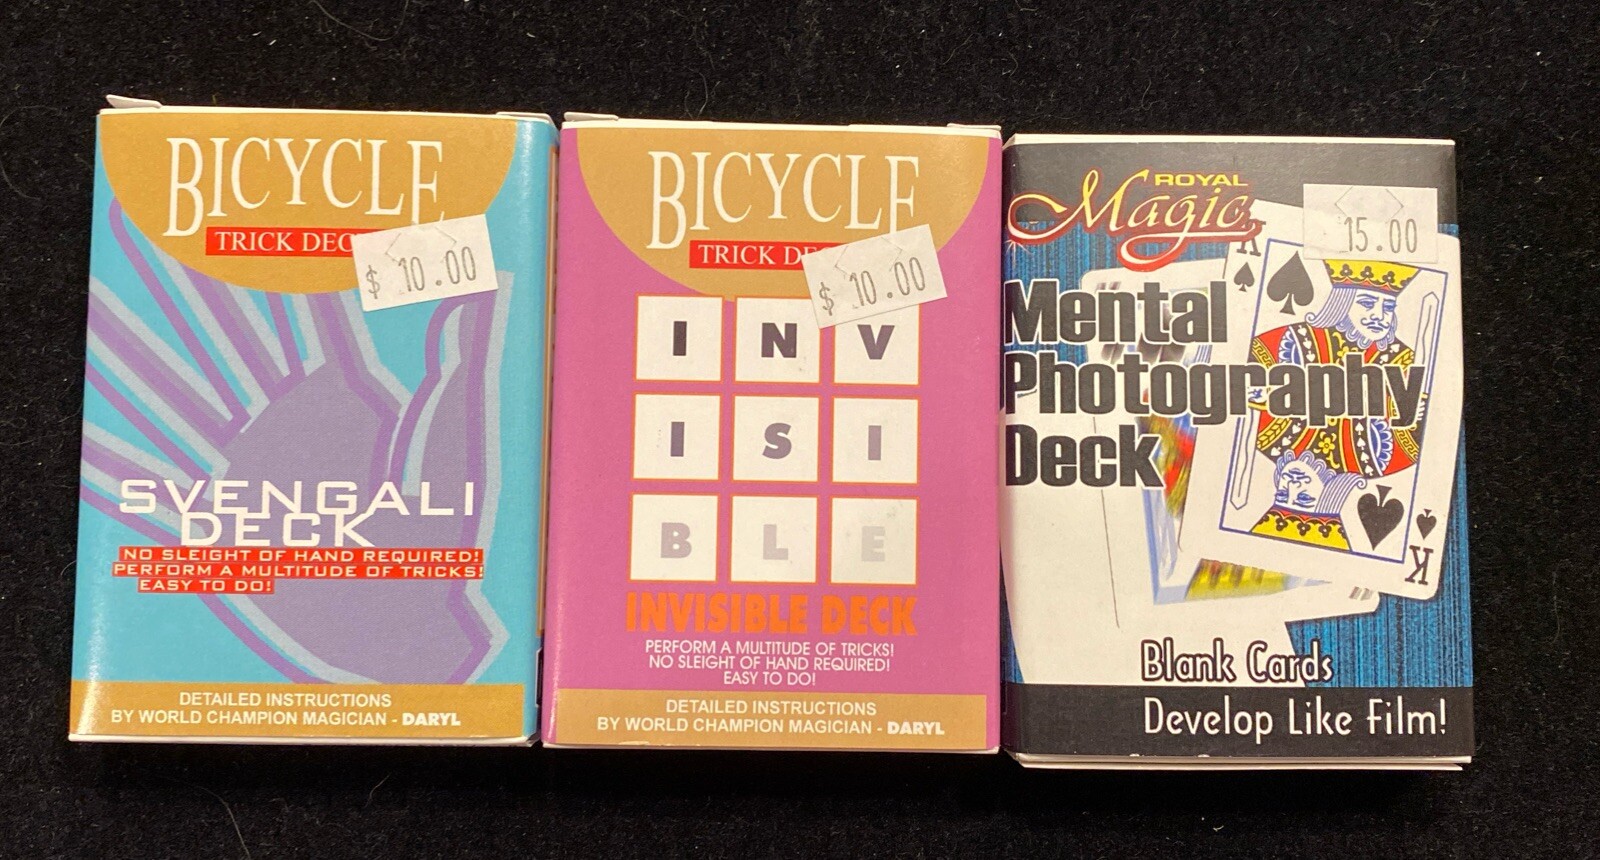 BICYCLE
TRICK
$ 10.00
SVENGALI
DECK
NO SLEIGHT OF HAND REQUIRED!
PERFORM A MULTITUDE OF TRICKS!
EASY TO DO!
DETAILED INSTRUCTIONS
BY WORLD CHAMPION MAGICIAN - DARYL
BICYCLE
TRICK
$ 10.00
I N V
I S I
B L E
INVISIBLE DECK
PERFORM A MULTITUDE OF TRICKS!
NO SLEIGHT OF HAND REQUIRED!
EASY TO DO!
DETAILED INSTRUCTIONS
BY WORLD CHAMPION MAGICIAN - DARYL
ROYAL
Magic
15.00
K
Mental
Photography
Deck
K
Blank Cards
Develop Like Film!